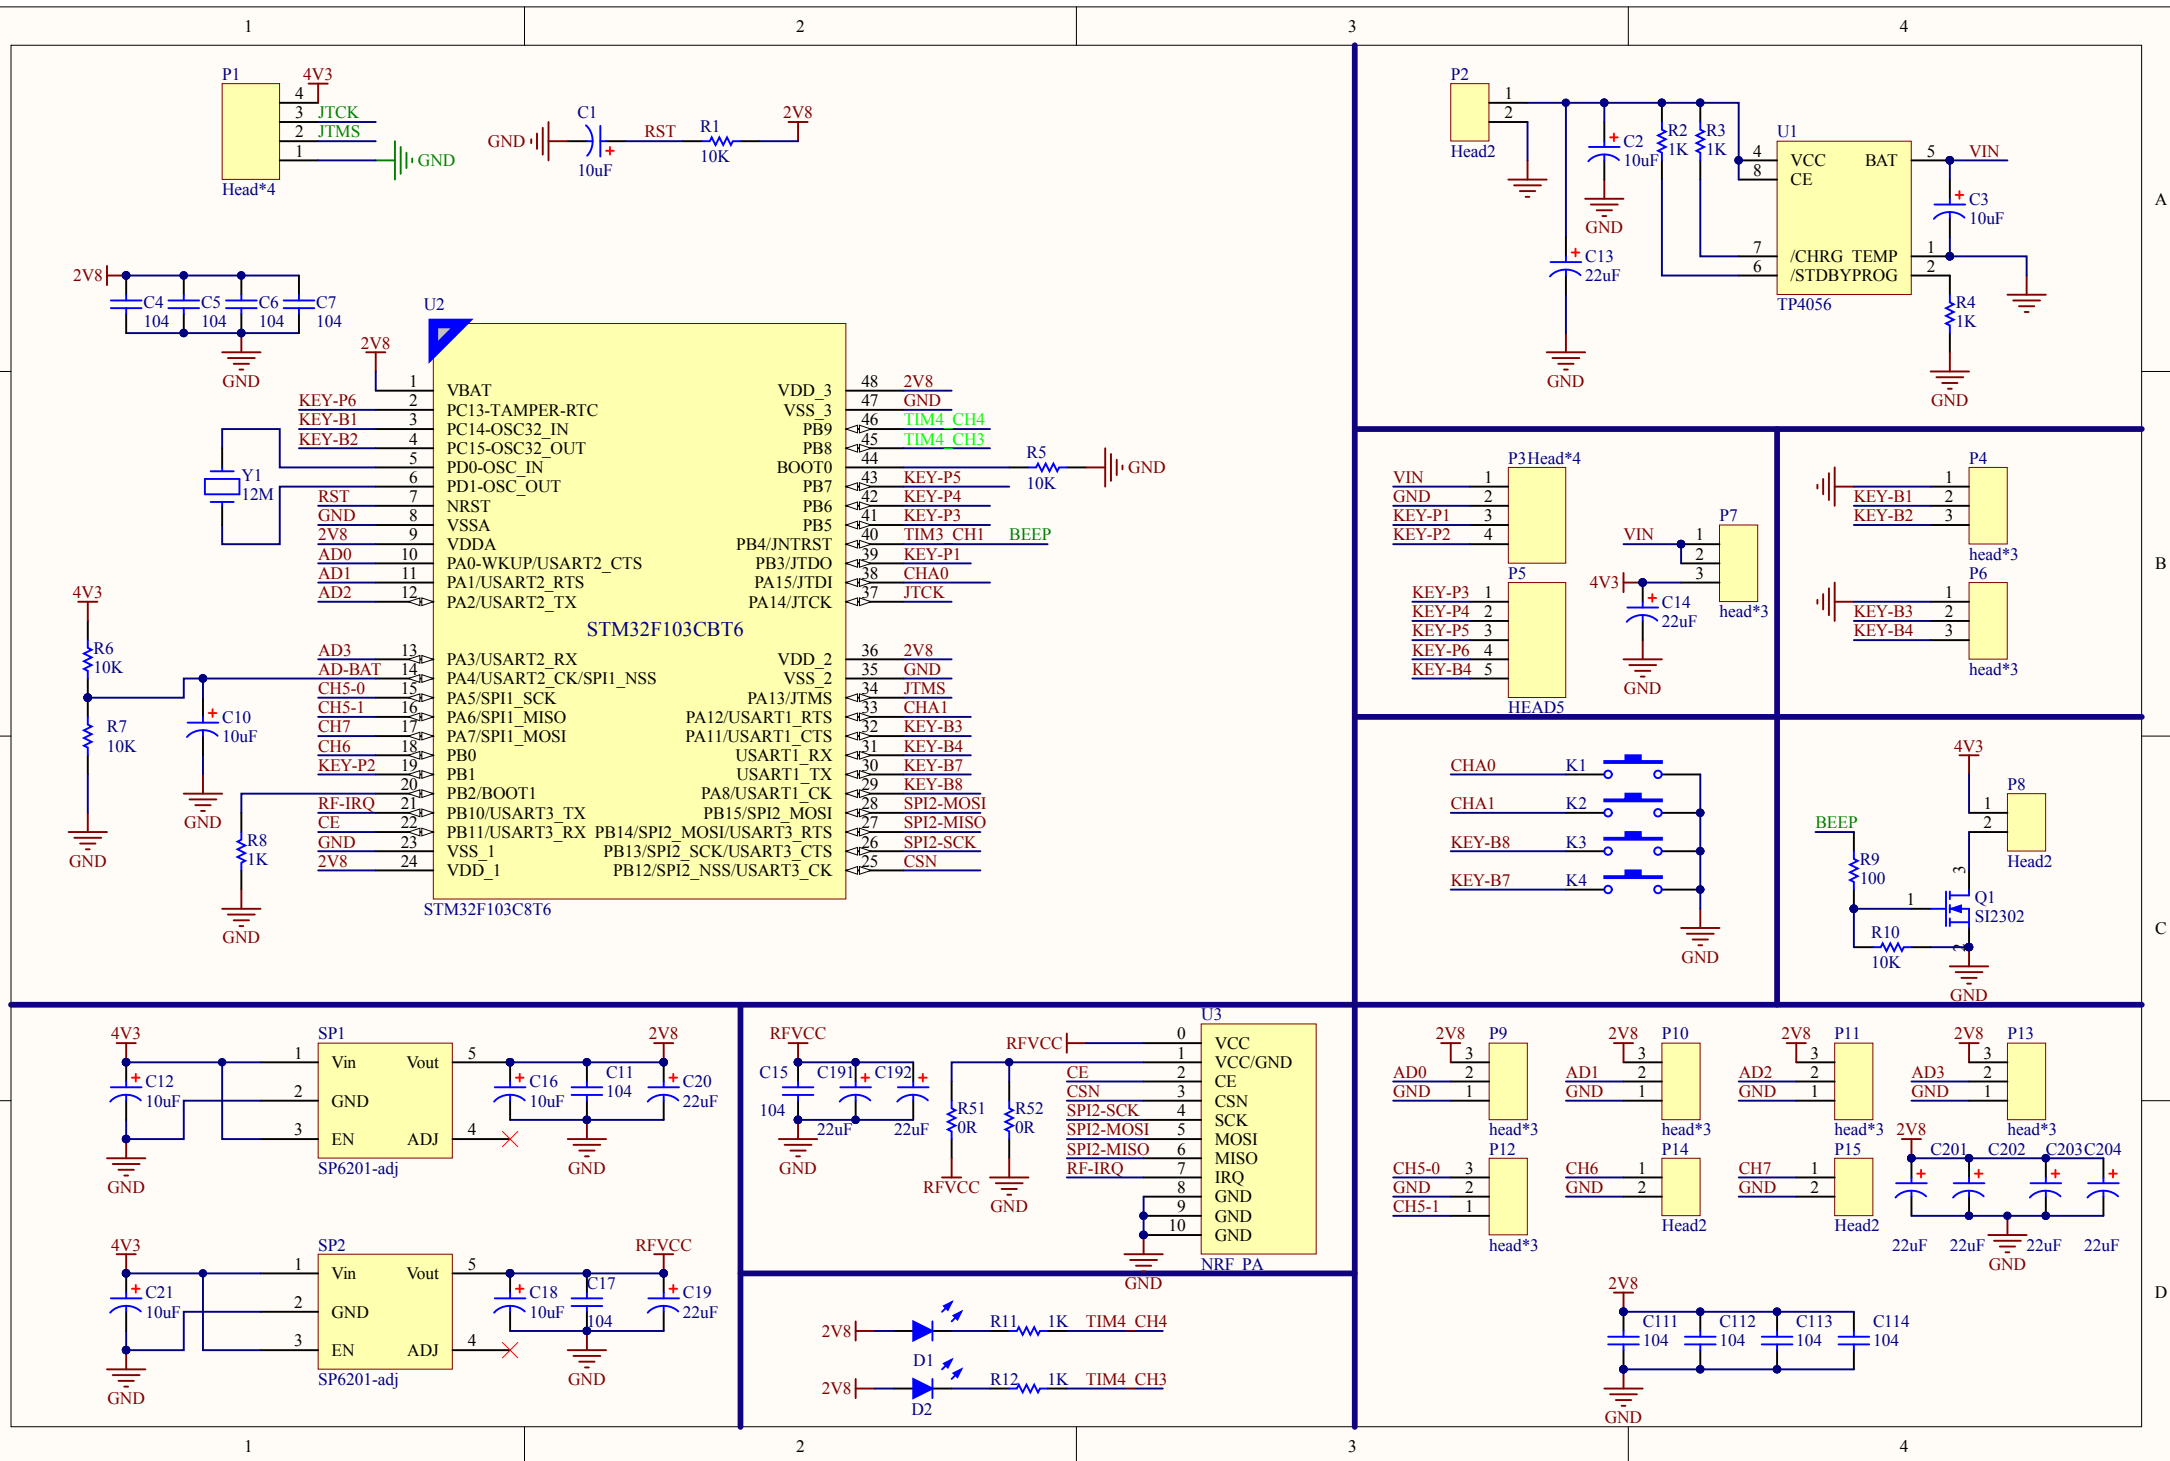 1 2 3 4
P1
4V3
4
3 JTCK
2 JTMS
1
GND
Head*4
C1
GND
10uF
RST
R1
10K
2V8
P2
1
2
Head2
C2
10uF
R2
1K
R3
1K
C13
22uF
GND
GND
U1
4 VCC BAT 5 VIN
8 CE
7 /CHRG TEMP 1
6 /STDBYPROG 2
TP4056
C3
10uF
R4
1K
GND
A
2V8
C4 C5 C6 C7
104 104 104 104
GND
U2
2V8
1 VBAT
KEY-P6 2 PC13-TAMPER-RTC
KEY-B1 3 PC14-OSC32_IN
KEY-B2 4 PC15-OSC32_OUT
5 PD0-OSC_IN
6 PD1-OSC_OUT
RST 7 NRST
GND 8 VSSA
2V8 9 VDDA
AD0 10 PA0-WKUP/USART2_CTS
AD1 11 PA1/USART2_RTS
AD2 12 PA2/USART2_TX
STM32F103CBT6
AD3 13 PA3/USART2_RX
AD-BAT 14 PA4/USART2_CK/SPI1_NSS
CH5-0 15 PA5/SPI1_SCK
CH5-1 16 PA6/SPI1_MISO
CH7 17 PA7/SPI1_MOSI
CH6 18 PB0
KEY-P2 19 PB1
20 PB2/BOOT1
RF-IRQ 21 PB10/USART3_TX
CE 22 PB11/USART3_RX
GND 23 VSS_1
2V8 24 VDD_1
VDD_3 48 2V8
VSS_3 47 GND
PB9 46 TIM4_CH4
PB8 45 TIM4_CH3
BOOT0 44
PB7 43 KEY-P5
PB6 42 KEY-P4
PB5 41 KEY-P3
PB4/JNTRST 40 TIM3_CH1 BEEP
PB3/JTDO 39 KEY-P1
PA15/JTDI 38 CHA0
PA14/JTCK 37 JTCK
VDD_2 36 2V8
VSS_2 35 GND
PA13/JTMS 34 JTMS
PA12/USART1_RTS 33 CHA1
PA11/USART1_CTS 32 KEY-B3
USART1_RX 31 KEY-B4
USART1_TX 30 KEY-B7
PA8/USART1_CK 29 KEY-B8
PB15/SPI2_MOSI 28 SPI2-MOSI
PB14/SPI2_MOSI/USART3_RTS 27 SPI2-MISO
PB13/SPI2_SCK/USART3_CTS 26 SPI2-SCK
PB12/SPI2_NSS/USART3_CK 25 CSN
STM32F103C8T6
R5
10K
GND
Y1
12M
4V3
R6
10K
R7
10K
GND
C10
10uF
GND
R8
1K
GND
P3Head*4
VIN 1
GND 2
KEY-P1 3
KEY-P2 4
P5
KEY-P3 1
KEY-P4 2
KEY-P5 3
KEY-P6 4
KEY-B4 5
HEAD5
P7
VIN 1
2
4V3 3
head*3
C14
22uF
GND
P4
1
KEY-B1 2
KEY-B2 3
head*3
P6
1
KEY-B3 2
KEY-B4 3
head*3
B
CHA0 K1
CHA1 K2
KEY-B8 K3
KEY-B7 K4
GND
4V3
P8
1
2
Head2
BEEP
R9
100
3
1
Q1
SI2302
R10
10K
2
GND
C
4V3
C12
10uF
GND
SP1
1 Vin Vout 5
2 GND
3 EN ADJ 4
SP6201-adj
2V8
C16 C11 C20
10uF 104 22uF
GND
4V3
C21
10uF
GND
SP2
1 Vin Vout 5
2 GND
3 EN ADJ 4
SP6201-adj
RFVCC
C18 C17 C19
10uF 104 22uF
GND
RFVCC
C15 C191 C192
104 22uF 22uF
GND
R51
0R
RFVCC
R52
0R
GND
U3
RFVCC 0 VCC
1 VCC/GND
CE 2 CE
CSN 3 CSN
SPI2-SCK 4 SCK
SPI2-MOSI 5 MOSI
SPI2-MISO 6 MISO
RF-IRQ 7 IRQ
8 GND
9 GND
10 GND
GND
NRF_PA
2V8 D1 R11 1K TIM4_CH4
2V8 D2 R12 1K TIM4_CH3
2V8 P9
3
AD0 2
GND 1
head*3
2V8 P10
3
AD1 2
GND 1
head*3
2V8 P11
3
AD2 2
GND 1
head*3
2V8 P13
3
AD3 2
GND 1
head*3
P12
CH5-0 3
GND 2
CH5-1 1
head*3
P14
CH6 1
GND 2
Head2
P15
CH7 1
GND 2
Head2
2V8
C201 C202 C203 C204
22uF 22uF 22uF 22uF
GND
2V8
C111 C112 C113 C114
104 104 104 104
GND
D
1 2 3 4